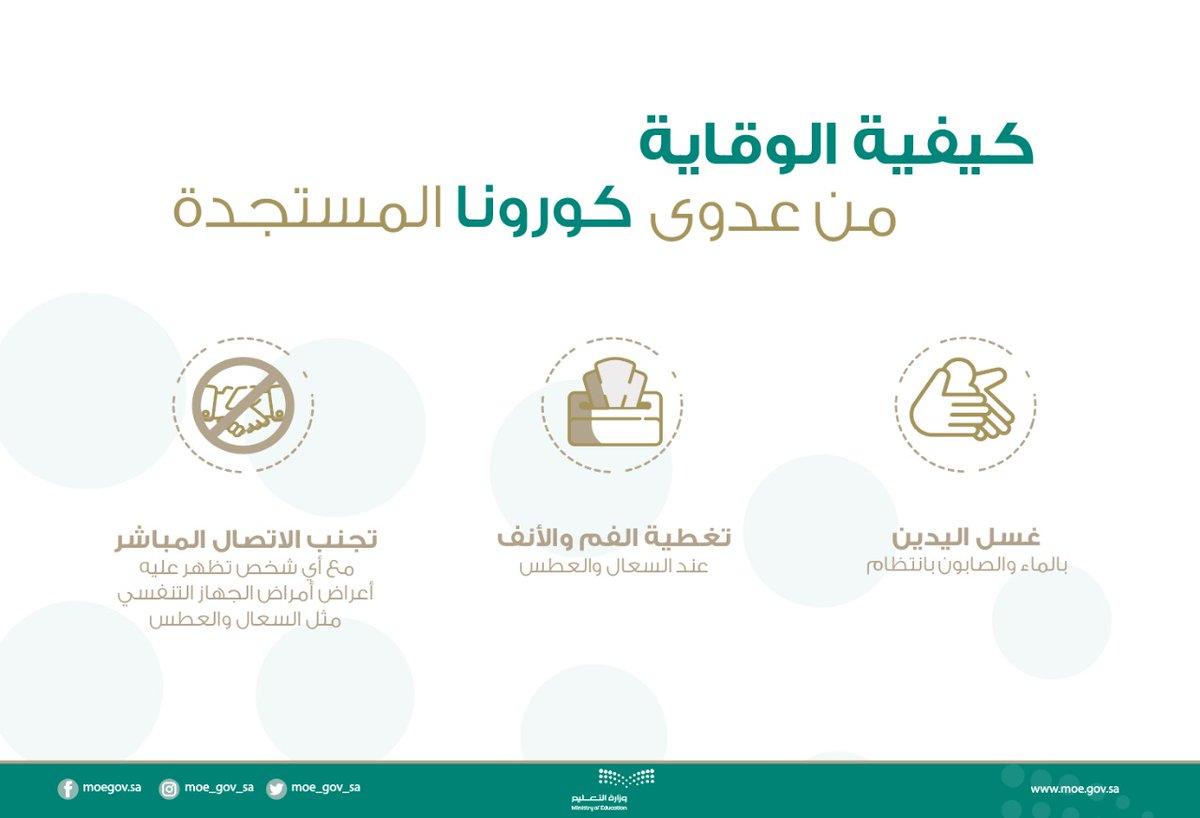 كيفية الوقاية
من عدوى كورونا المستجدة
غسل اليدين
بالماء والصابون بانتظام
تغطية الفم والأنف
عند السعال والعطس
تجنب الاتصال المباشر
مع أي شخص تظهر عليه
أعراض أمراض الجهاز التنفسي
مثل السعال والعطس
moegov.sa
moe_gov_sa
moe_gov_sa
وزارة التعليم
Ministry of Education
www.moe.gov.sa